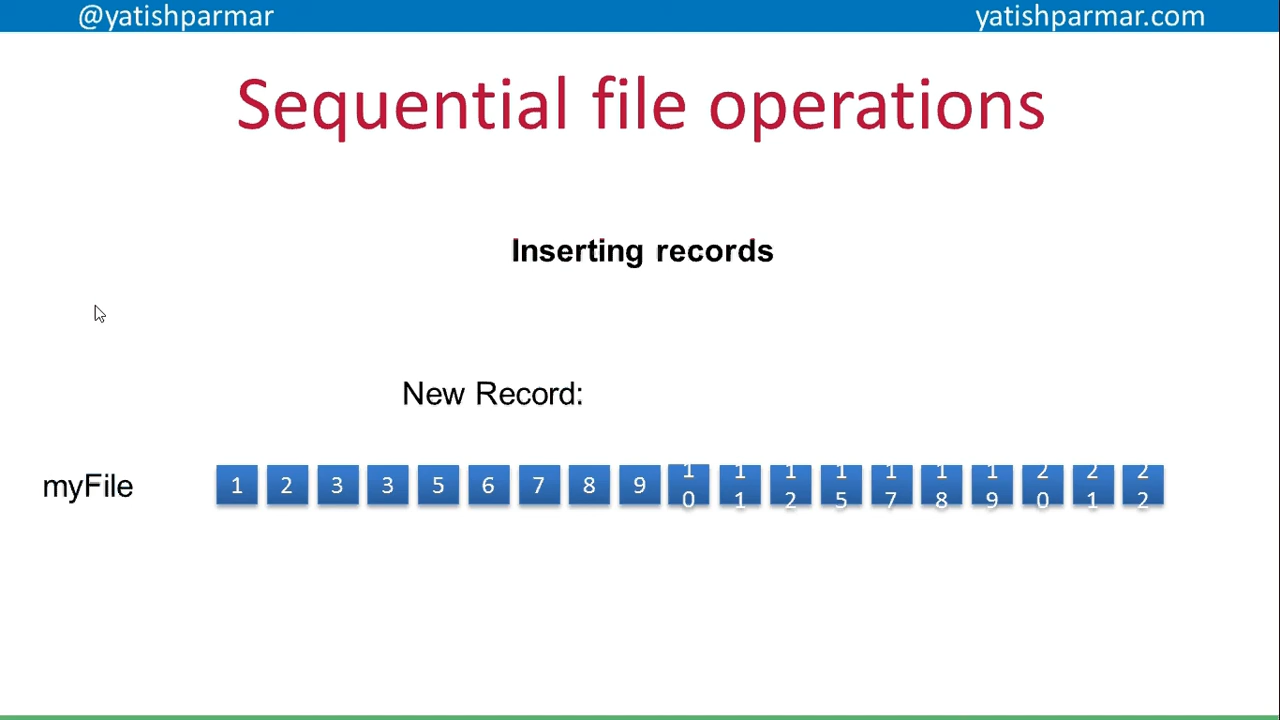 @yatishparmar yatishparmar.com
Sequential file operations
Inserting records
New Record:
myFile 1 2 3 3 5 6 7 8 9 10 11 12 15 17 18 19 20 21 22